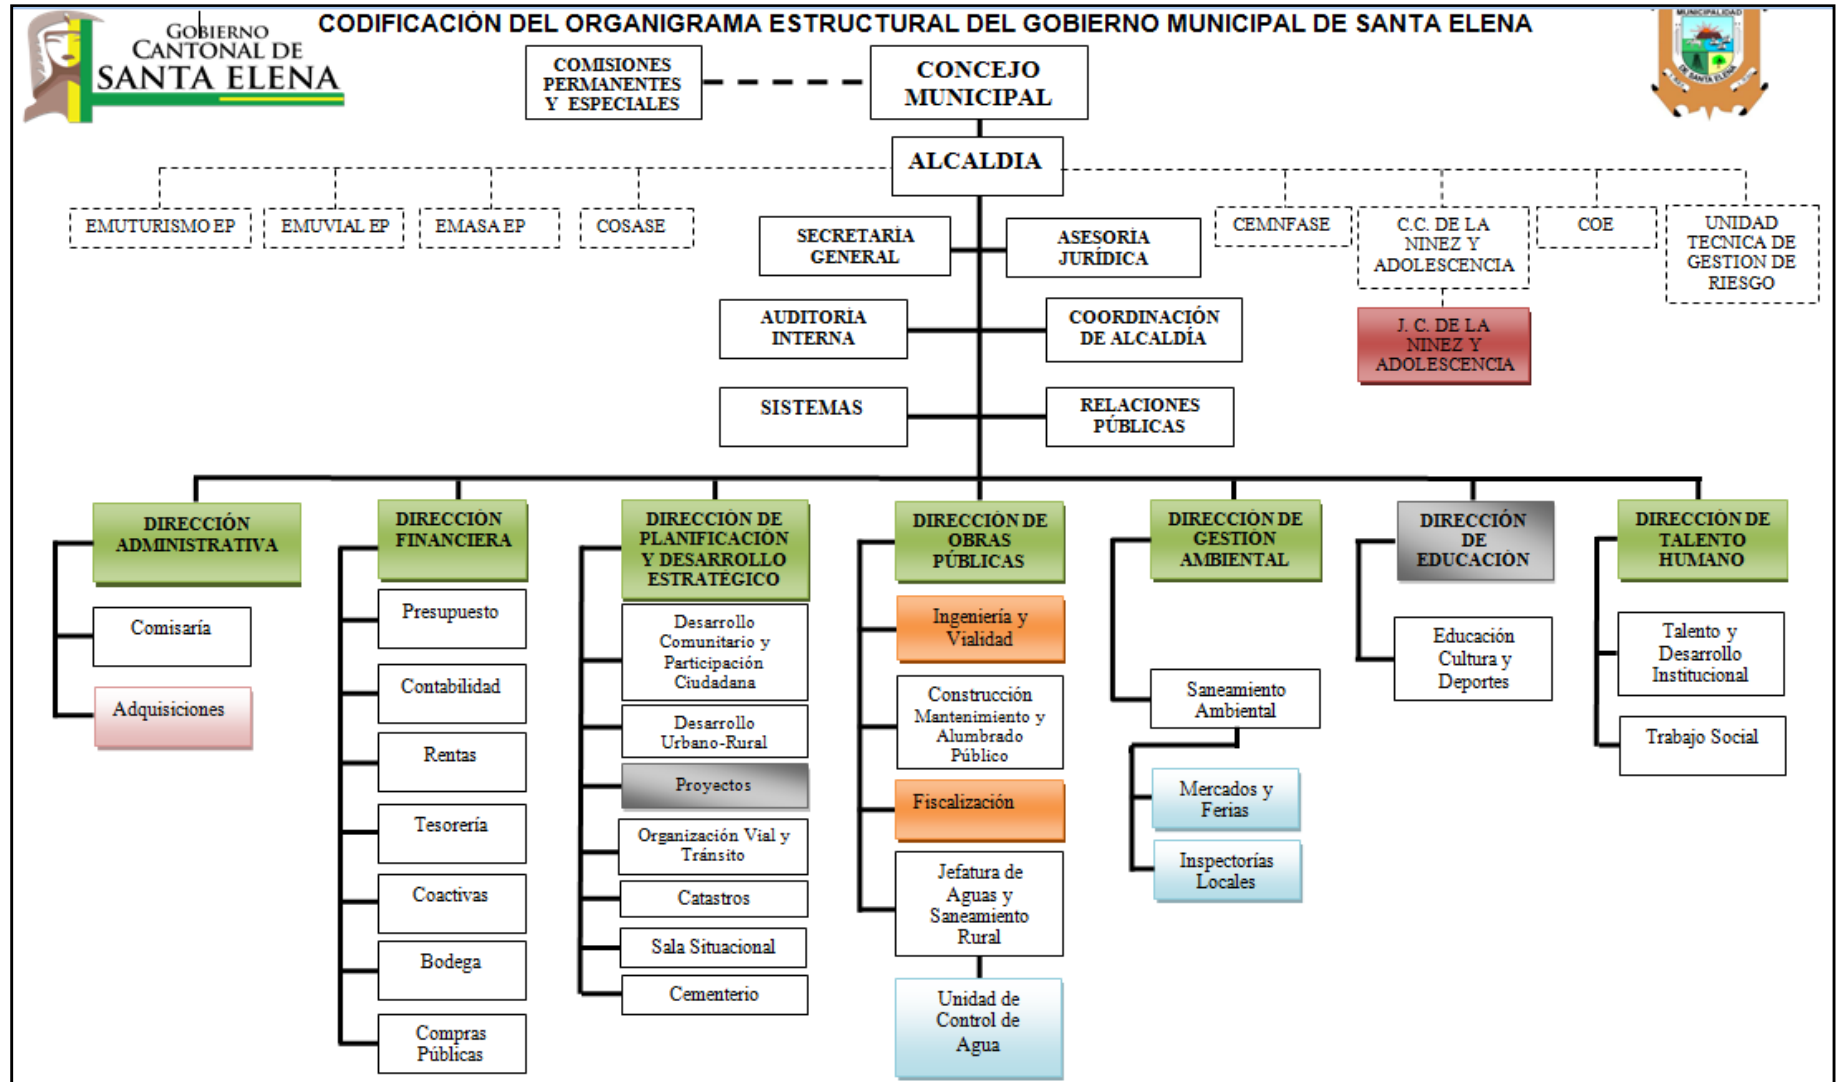 CODIFICACIÓN DEL ORGANIGRAMA ESTRUCTURAL DEL GOBIERNO MUNICIPAL DE SANTA ELENA
GOBIERNO
CANTONAL DE
SANTA ELENA
MUNICIPALIDAD
DE SANTA ELENA
COMISIONES
PERMANENTES
Y ESPECIALES
CONCEJO
MUNICIPAL
ALCALDIA
EMUTURISMO EP
EMUVIAL EP
EMASA EP
COSASE
CEMNFASE
C.C. DE LA
NINEZ Y
ADOLESCENCIA
COE
UNIDAD
TECNICA DE
GESTION DE
RIESGO
J. C. DE LA
NINEZ Y
ADOLESCENCIA
SECRETARÍA
GENERAL
ASESORÍA
JURÍDICA
AUDITORÍA
INTERNA
COORDINACIÓN
DE ALCALDÍA
SISTEMAS
RELACIONES
PÚBLICAS
DIRECCIÓN
ADMINISTRATIVA
Comisaría
Adquisiciones
DIRECCIÓN
FINANCIERA
Presupuesto
Contabilidad
Rentas
Tesorería
Coactivas
Bodega
Compras
Públicas
DIRECCIÓN DE
PLANIFICACIÓN
Y DESARROLLO
ESTRATÉGICO
Desarrollo
Comunitario y
Participación
Ciudadana
Desarrollo
Urbano-Rural
Proyectos
Organización Vial y
Tránsito
Catastros
Sala Situacional
Cementerio
DIRECCIÓN DE
OBRAS
PÚBLICAS
Ingeniería y
Vialidad
Construcción
Mantenimiento y
Alumbrado
Público
Fiscalización
Jefatura de
Aguas y
Saneamiento
Rural
Unidad de
Control de
Agua
DIRECCIÓN DE
GESTIÓN
AMBIENTAL
Saneamiento
Ambiental
Mercados y
Ferias
Inspectorías
Locales
DIRECCIÓN
DE
EDUCACIÓN
Educación
Cultura y
Deportes
DIRECCIÓN DE
TALENTO
HUMANO
Talento y
Desarrollo
Institucional
Trabajo Social